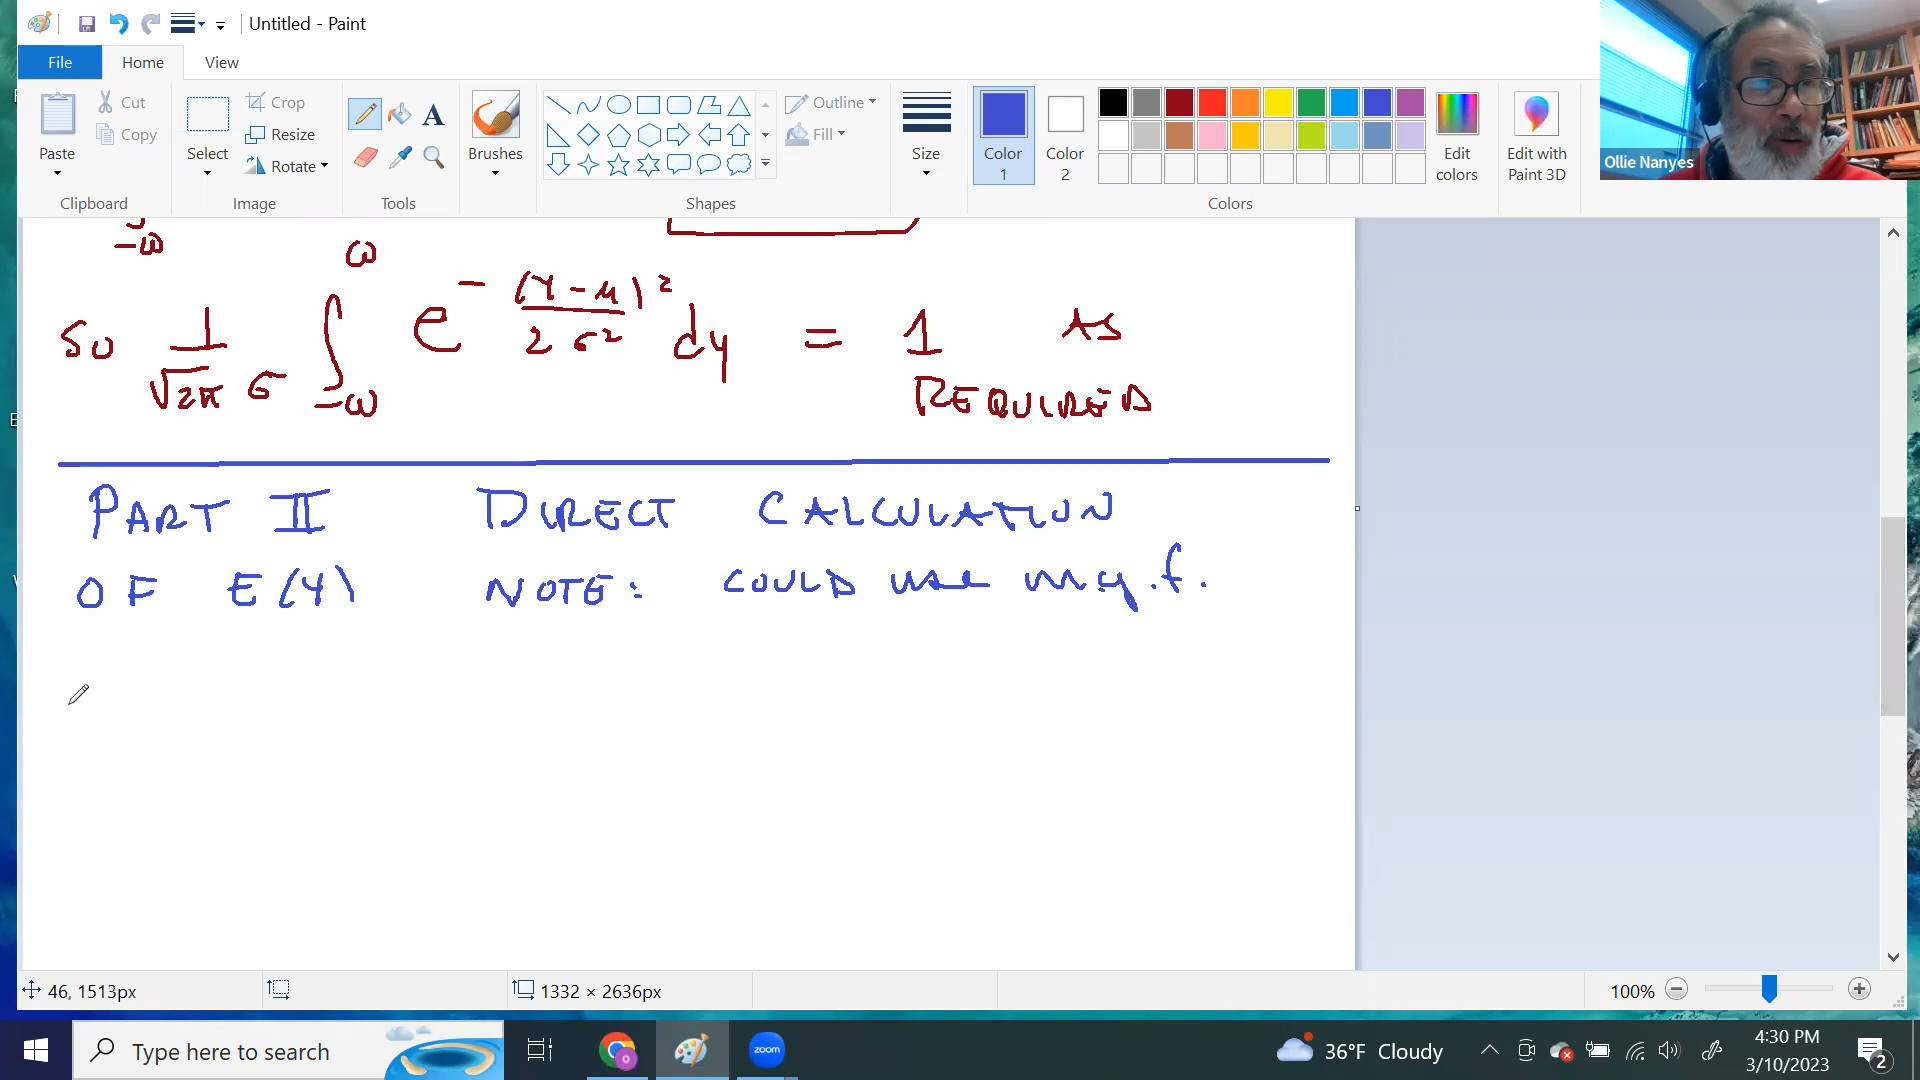 Untitled - Paint
File Home View
Cut
Copy
Paste
Clipboard
Select
Crop
Resize
Rotate
Image
Tools
Brushes
Shapes
Outline
Fill
Size
Color 1
Color 2
Colors
Edit colors
Edit with Paint 3D
Ollie Nanyes
-∞
So 1/(√2π σ) ∫_{-∞}^{∞} e^{-(Y-μ)²/(2σ²)} dy = 1 AS
REQUIRED
PART II DIRECT CALCULATION
OF E(Y) NOTE: COULD use m.g.f.
46, 1513px
1332 × 2636px
100%
Type here to search
zoom
36°F Cloudy
4:30 PM
3/10/2023
2